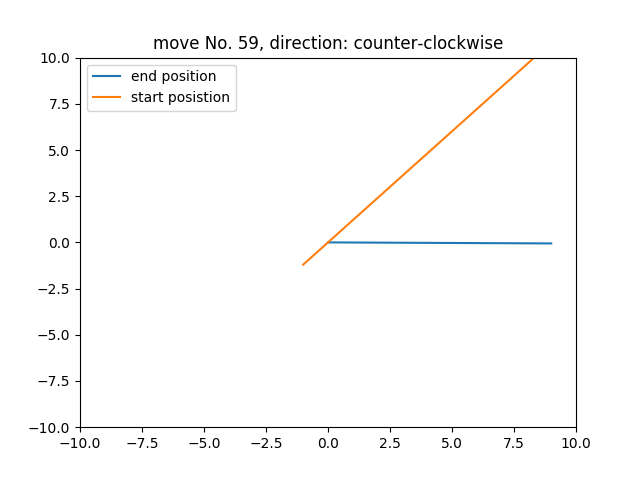 move No. 59, direction: counter-clockwise
end position
start posistion
10.0
7.5
5.0
2.5
0.0
−2.5
−5.0
−7.5
−10.0
−10.0 −7.5 −5.0 −2.5 0.0 2.5 5.0 7.5 10.0